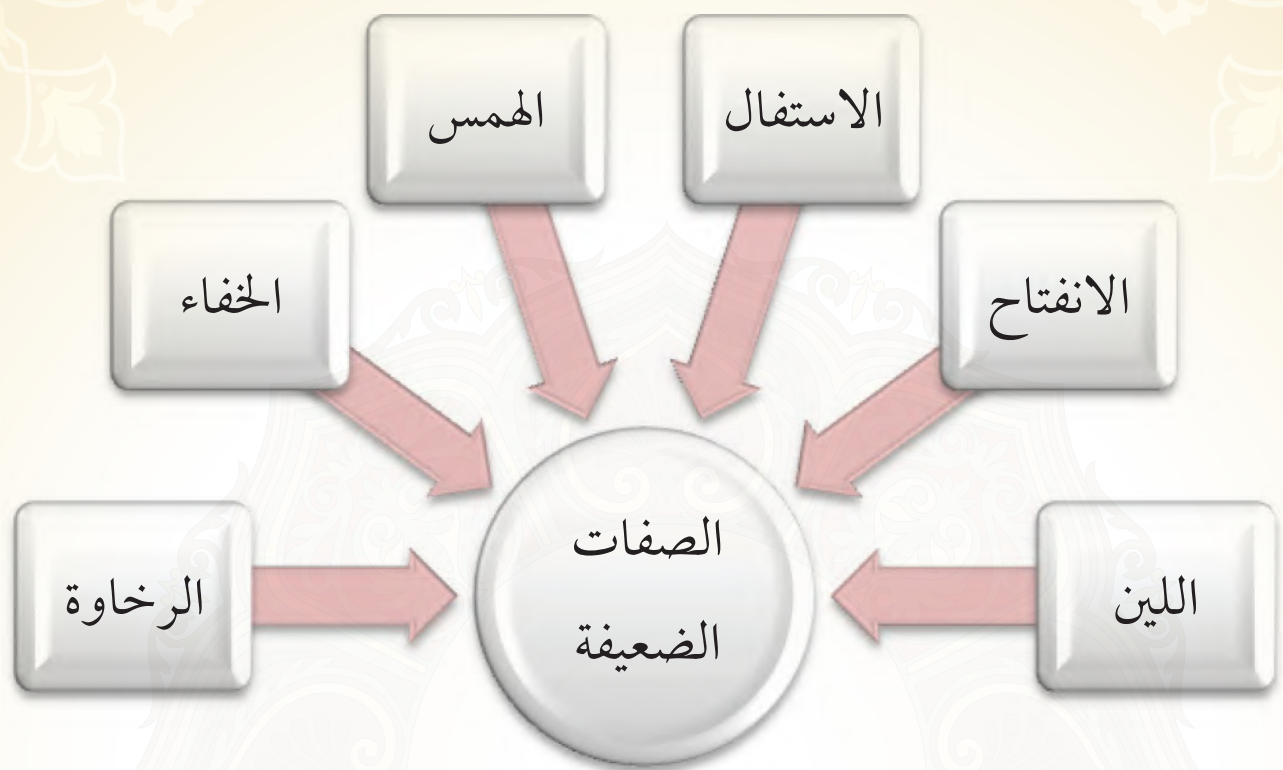 الاستفال
الهمس
الانفتاح
الخفاء
اللين
الرخاوة
الصفات
الضعيفة